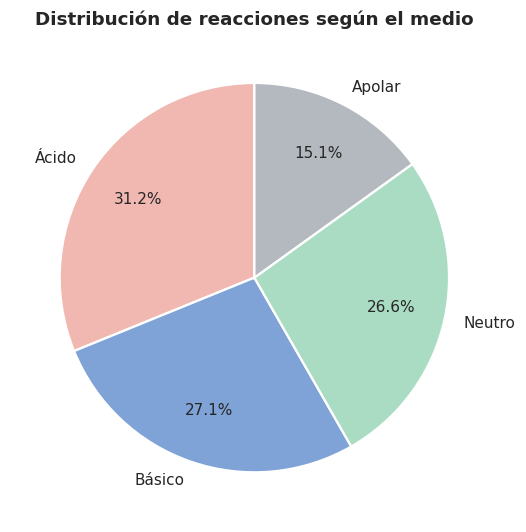 Distribución de reacciones según el medio
Apolar
15.1%
Ácido
31.2%
26.6%
Neutro
27.1%
Básico